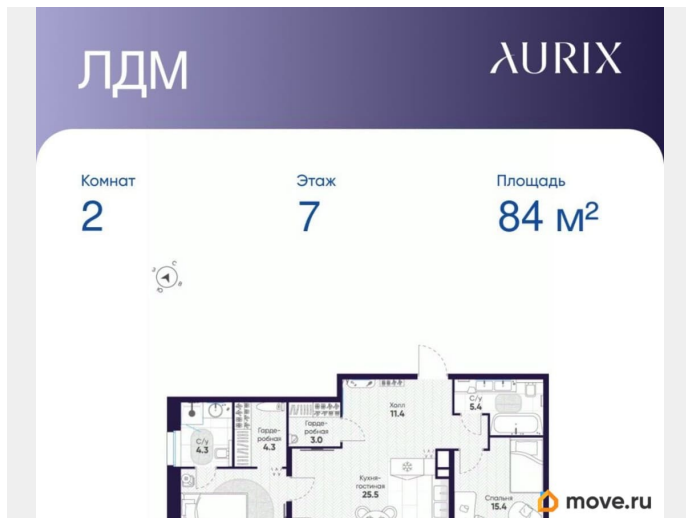 ЛДМ
AURIX
Комнат
Этаж
Площадь
2
7
84 м²
С
В
Ю
З
Холл
11.4
С/у
5.4
Гарде-
робная
3.0
Гарде-
робная
4.3
С/у
4.3
Кухня-
гостиная
25.5
Спальня
15.4
move.ru